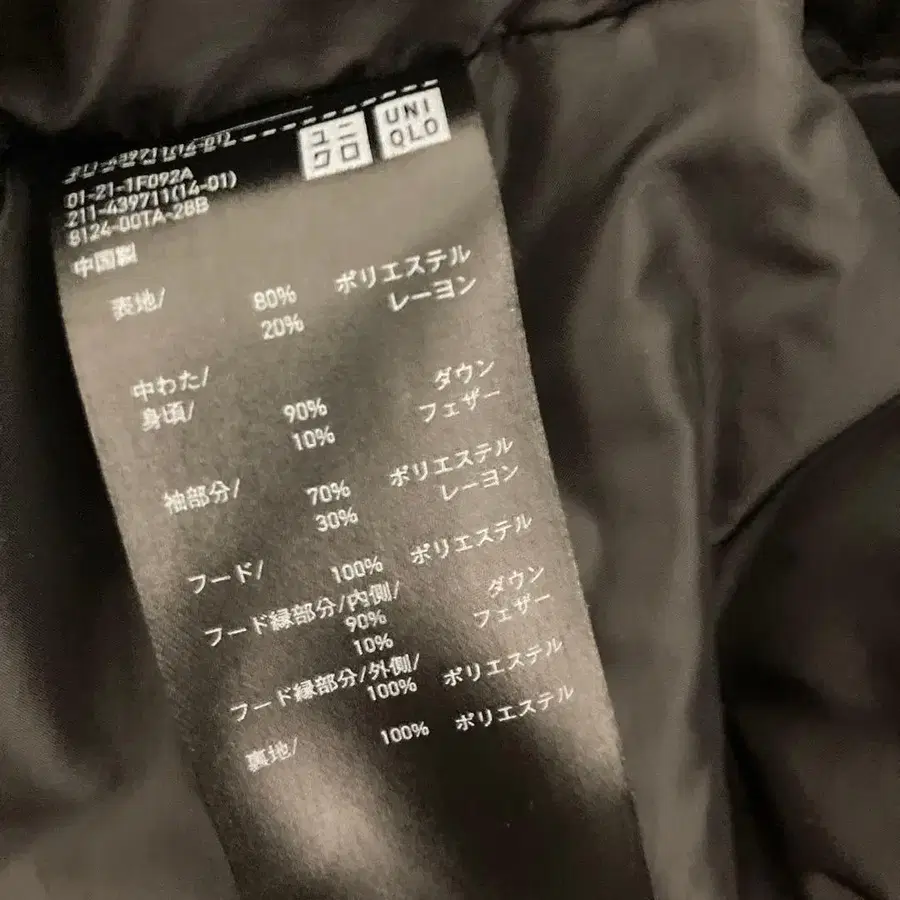 ユニ
クロ
UNI
QLO
01-21-1F092A
211-439711(14-01)
8124-00TA-2BB
中国製
表地/ 80% ポリエステル
20% レーヨン
中わた/
身頃/ 90% ダウン
10% フェザー
袖部分/ 70% ポリエステル
30% レーヨン
フード/ 100% ポリエステル
フード縁部分/内側/
90% ダウン
10% フェザー
フード縁部分/外側/
100% ポリエステル
裏地/ 100% ポリエステル